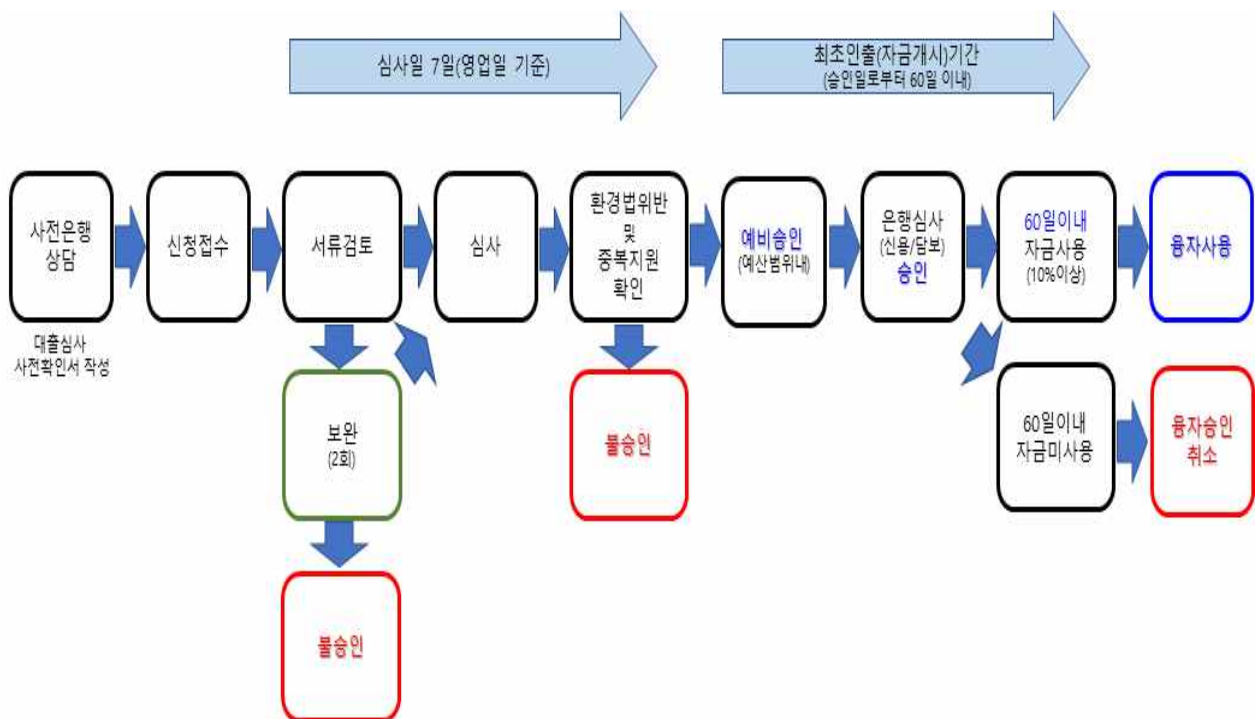 심사일 7일(영업일 기준)
최초인출(자금개시)기간
(승인일로부터 60일 이내)
사전은행
상담
신청접수
서류검토
심사
환경법위반
및
중복지원
확인
예비승인
(예산범위내)
은행심사
(신용/담보)
승인
60일이내
자금사용
(10%이상)
융자사용
대출심사
사전확인서 작성
보완
(2회)
불승인
60일이내
자금미사용
융자승인
취소
불승인